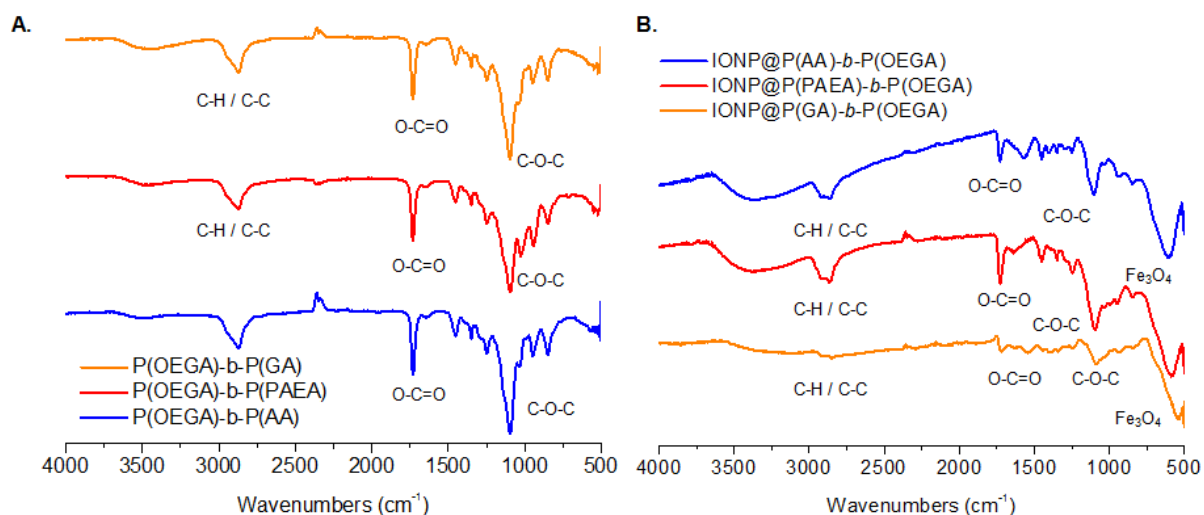 A.
C-H / C-C
O-C=O
C-O-C
C-H / C-C
O-C=O
C-O-C
P(OEGA)-b-P(GA)
P(OEGA)-b-P(PAEA)
P(OEGA)-b-P(AA)
O-C=O
C-O-C
4000 3500 3000 2500 2000 1500 1000 500
Wavenumbers (cm⁻¹)
B.
IONP@P(AA)-b-P(OEGA)
IONP@P(PAEA)-b-P(OEGA)
IONP@P(GA)-b-P(OEGA)
O-C=O
C-O-C
C-H / C-C
Fe₃O₄
O-C=O
C-H / C-C
C-O-C
C-H / C-C
O-C=O
C-O-C
Fe₃O₄
4000 3500 3000 2500 2000 1500 1000 500
Wavenumbers (cm⁻¹)